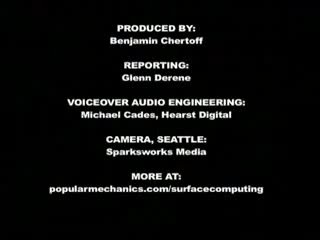 PRODUCED BY:
Benjamin Chertoff
REPORTING:
Glenn Derene
VOICEOVER AUDIO ENGINEERING:
Michael Cades, Hearst Digital
CAMERA, SEATTLE:
Sparksworks Media
MORE AT:
popularmechanics.com/surfacecomputing